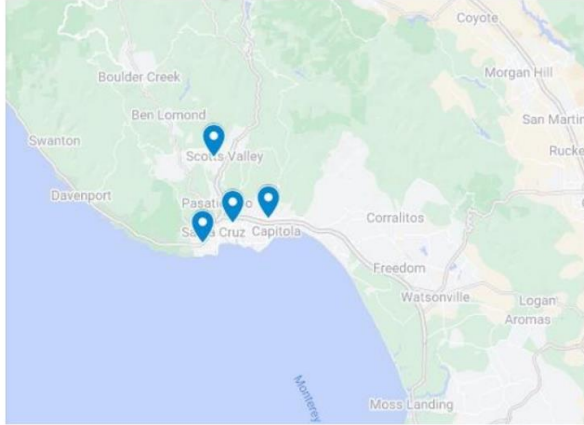 Coyote
Boulder Creek
Morgan Hill
Ben Lomond
San Martin
Swanton
Scotts Valley
Rucke
Davenport
Corralitos
Cruz
Capitola
Freedom
Watsonville
Logan
Aromas
Monterey
Moss Landing